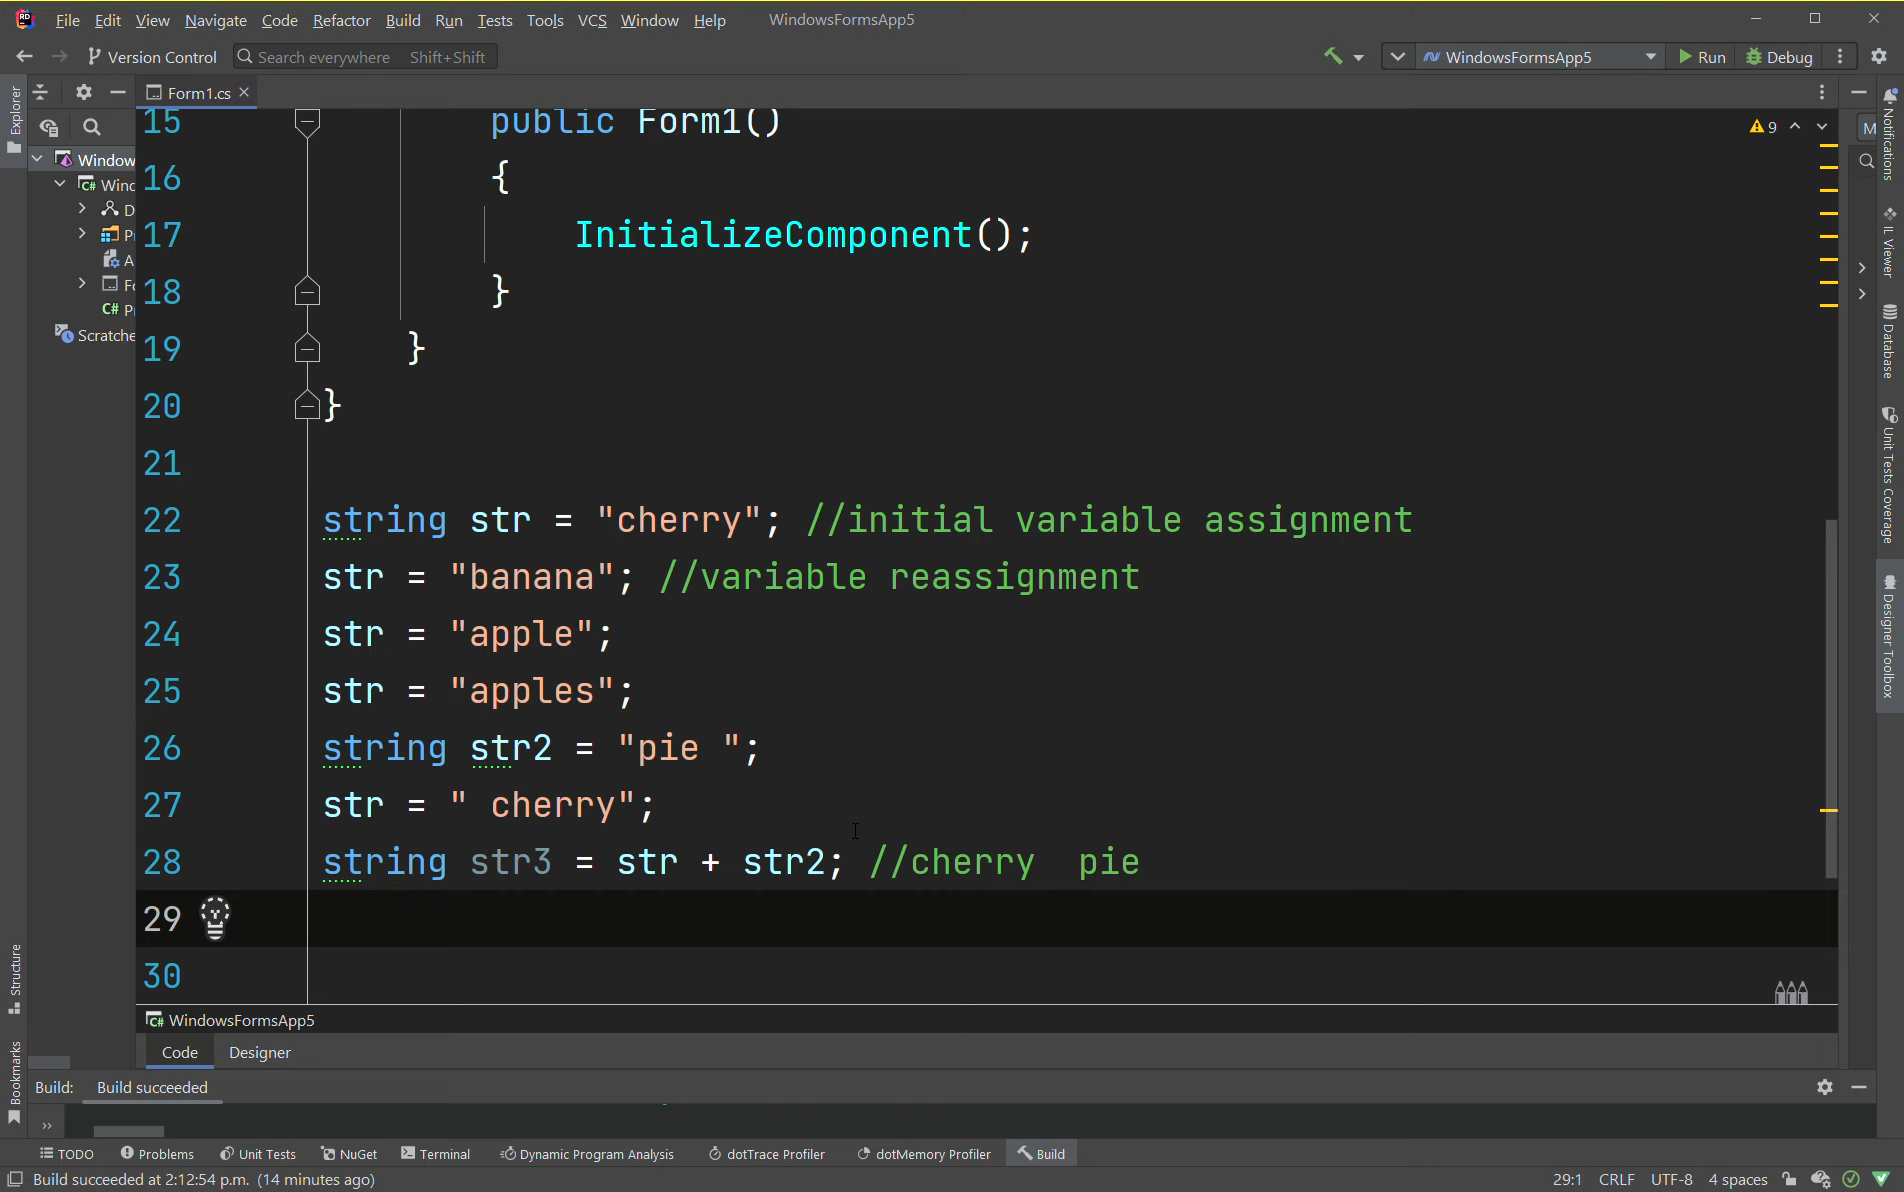 File Edit View Navigate Code Refactor Build Run Tests Tools VCS Window Help WindowsFormsApp5
Version Control Search everywhere Shift+Shift WindowsFormsApp5 Run Debug
Explorer
Form1.cs
Window
Wind
D
P
A
Fo
C# P
Scratche
15 public Form1()
16 {
17 InitializeComponent();
18 }
19 }
20 }
21
22 string str = "cherry"; //initial variable assignment
23 str = "banana"; //variable reassignment
24 str = "apple";
25 str = "apples";
26 string str2 = "pie ";
27 str = " cherry";
28 string str3 = str + str2; //cherry  pie
29
30
9
M
Notifications
IL Viewer
Database
Unit Tests Coverage
Designer Toolbox
Structure
Bookmarks
C# WindowsFormsApp5
Code Designer
Build: Build succeeded
TODO Problems Unit Tests NuGet Terminal Dynamic Program Analysis dotTrace Profiler dotMemory Profiler Build
Build succeeded at 2:12:54 p.m. (14 minutes ago) 29:1 CRLF UTF-8 4 spaces